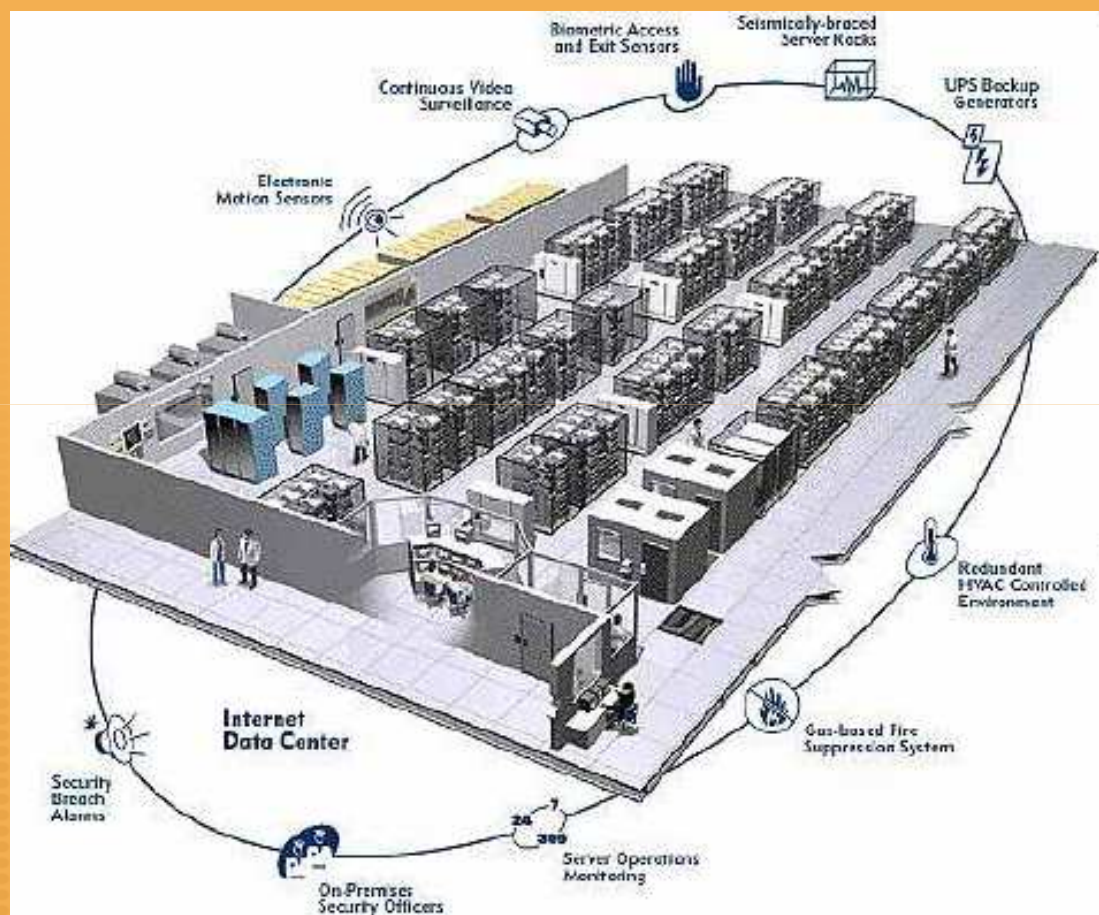 Biometric Access
and Exit Sensors
Seismically-braced
Server Racks
Continuous Video
Surveillance
UPS Backup
Generators
Electronic
Motion Sensors
Redundant
HVAC Controlled
Environment
Internet
Data Center
Gas-based Fire
Suppression System
Security
Breach
Alarms
24
7
Server Operations
Monitoring
On-Premises
Security Officers